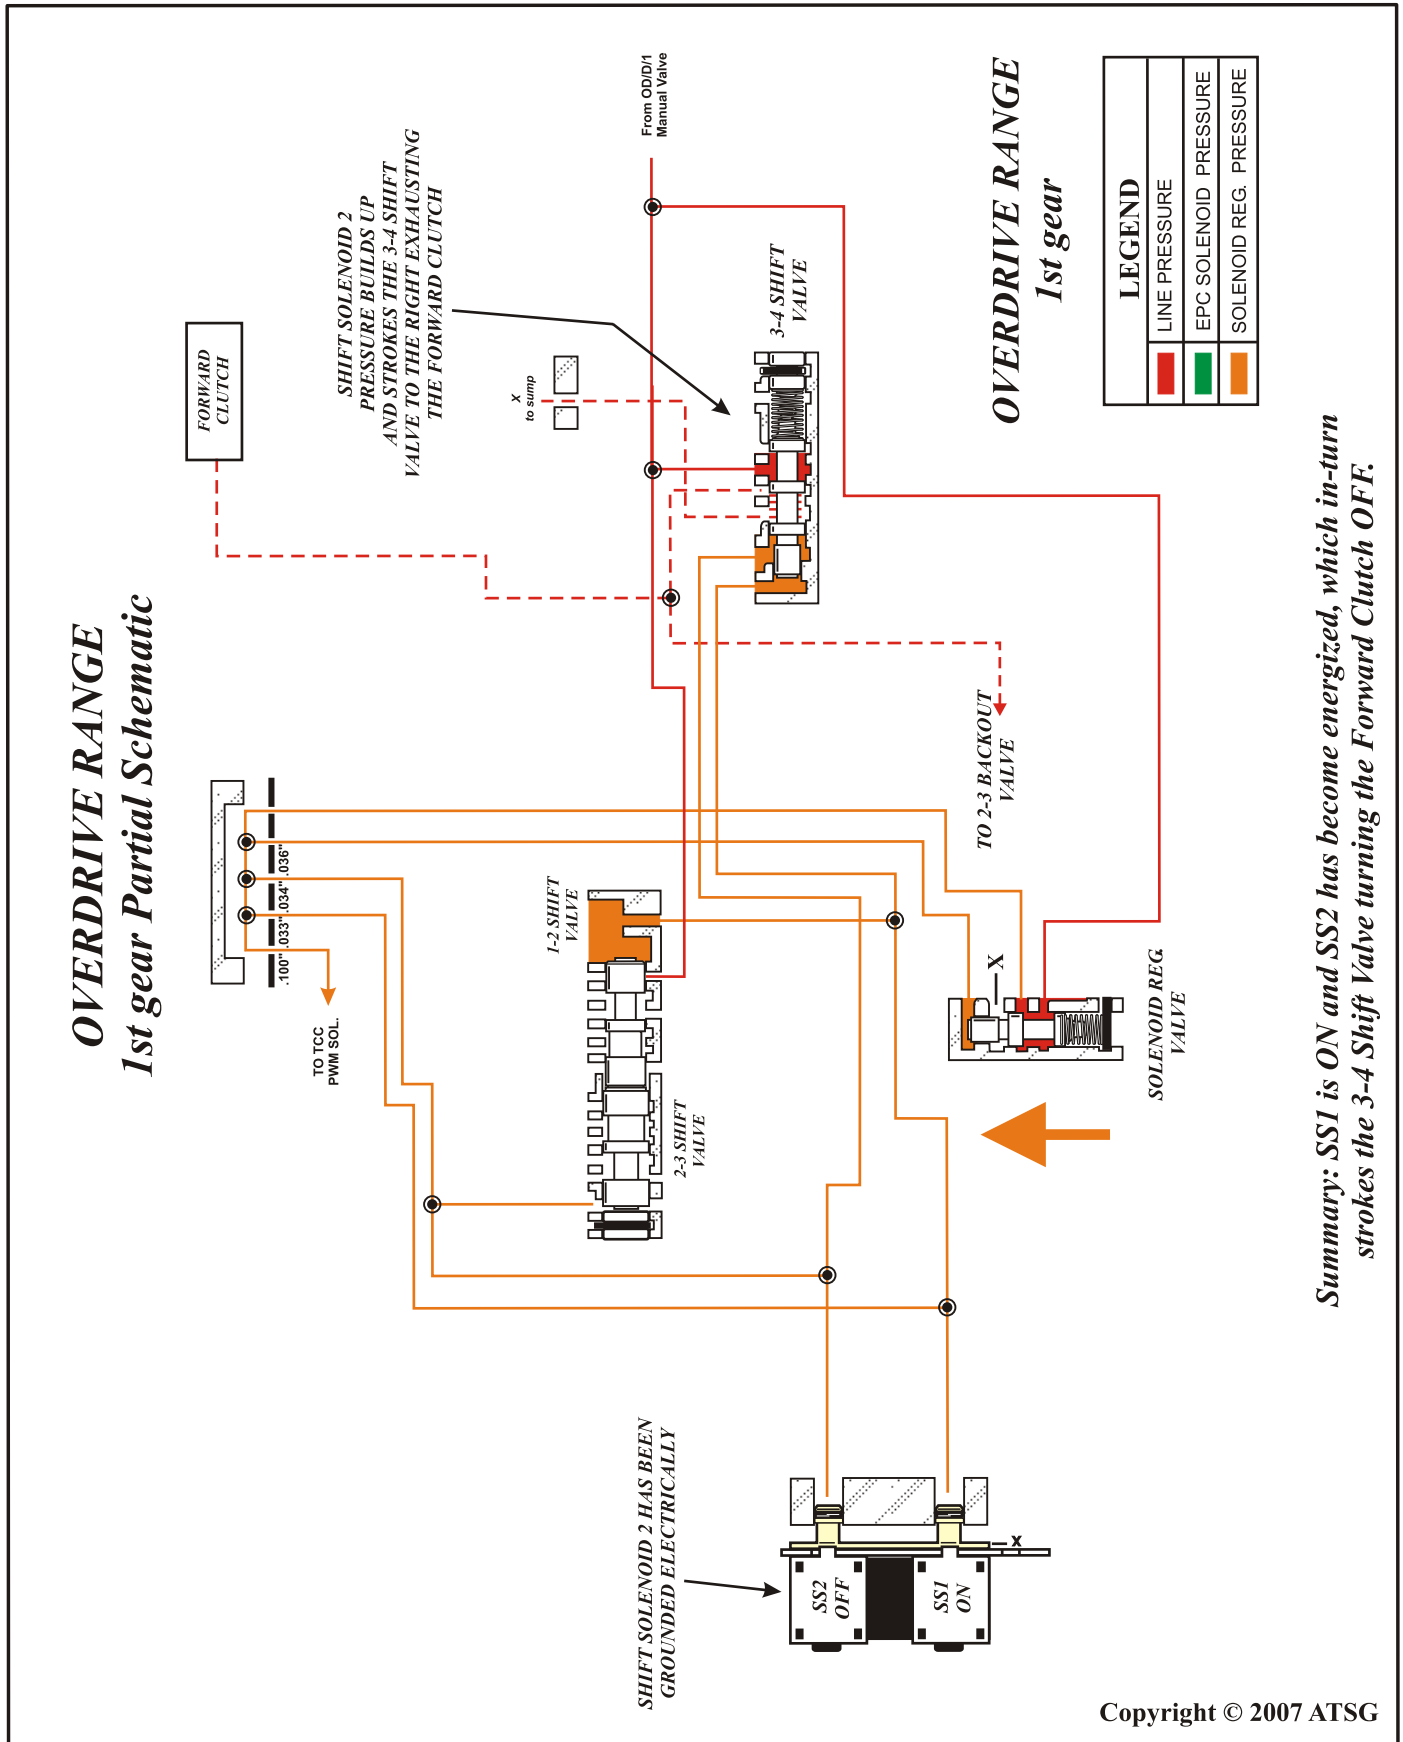 OVERDRIVE RANGE
1st gear Partial Schematic
FORWARD
CLUTCH
SHIFT SOLENOID 2
PRESSURE BUILDS UP
AND STROKES THE 3-4 SHIFT
VALVE TO THE RIGHT EXHAUSTING
THE FORWARD CLUTCH
X
to sump
From OD/D/1
Manual Valve
3-4 SHIFT
VALVE
OVERDRIVE RANGE
1st gear
LEGEND
LINE PRESSURE
EPC SOLENOID PRESSURE
SOLENOID REG. PRESSURE
.100" .033" .034" .036"
TO TCC
PWM SOL.
1-2 SHIFT
VALVE
2-3 SHIFT
VALVE
TO 2-3 BACKOUT
VALVE
X
SOLENOID REG.
VALVE
SHIFT SOLENOID 2 HAS BEEN
GROUNDED ELECTRICALLY
SS2
OFF
SS1
ON
X
Summary: SS1 is ON and SS2 has become energized, which in-turn
strokes the 3-4 Shift Valve turning the Forward Clutch OFF.
Copyright © 2007 ATSG